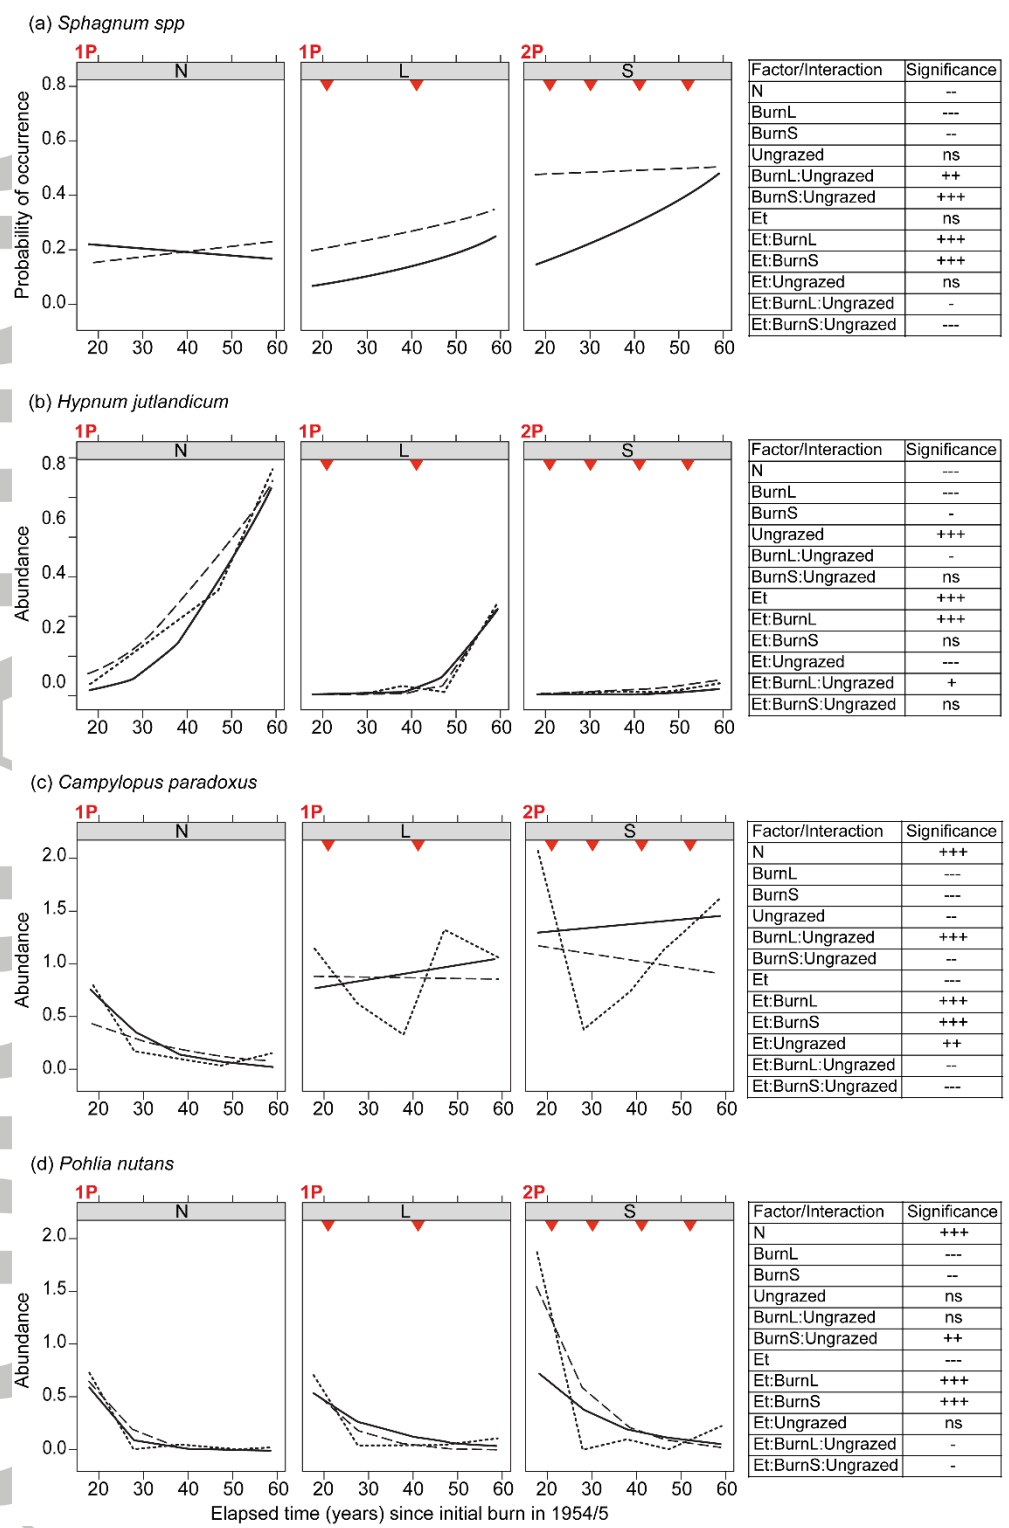 (a) Sphagnum spp
1P 1P 2P
N L S
Probability of occurrence
0.8
0.6
0.4
0.2
0.0
20 30 40 50 60 20 30 40 50 60 20 30 40 50 60
Factor/Interaction Significance
N --
BurnL ---
BurnS --
Ungrazed ns
BurnL:Ungrazed ++
BurnS:Ungrazed +++
Et ns
Et:BurnL +++
Et:BurnS +++
Et:Ungrazed ns
Et:BurnL:Ungrazed -
Et:BurnS:Ungrazed ---
(b) Hypnum jutlandicum
1P 1P 2P
N L S
Abundance
0.8
0.6
0.4
0.2
0.0
20 30 40 50 60 20 30 40 50 60 20 30 40 50 60
Factor/Interaction Significance
N ---
BurnL ---
BurnS -
Ungrazed +++
BurnL:Ungrazed -
BurnS:Ungrazed ns
Et +++
Et:BurnL +++
Et:BurnS ns
Et:Ungrazed ---
Et:BurnL:Ungrazed +
Et:BurnS:Ungrazed ns
(c) Campylopus paradoxus
1P 1P 2P
N L S
Abundance
2.0
1.5
1.0
0.5
0.0
20 30 40 50 60 20 30 40 50 60 20 30 40 50 60
Factor/Interaction Significance
N +++
BurnL ---
BurnS ---
Ungrazed --
BurnL:Ungrazed +++
BurnS:Ungrazed --
Et ---
Et:BurnL +++
Et:BurnS +++
Et:Ungrazed ++
Et:BurnL:Ungrazed --
Et:BurnS:Ungrazed ---
(d) Pohlia nutans
1P 1P 2P
N L S
Abundance
2.0
1.5
1.0
0.5
0.0
20 30 40 50 60 20 30 40 50 60 20 30 40 50 60
Elapsed time (years) since initial burn in 1954/5
Factor/Interaction Significance
N +++
BurnL ---
BurnS --
Ungrazed ns
BurnL:Ungrazed ns
BurnS:Ungrazed ++
Et ---
Et:BurnL +++
Et:BurnS +++
Et:Ungrazed ns
Et:BurnL:Ungrazed -
Et:BurnS:Ungrazed -